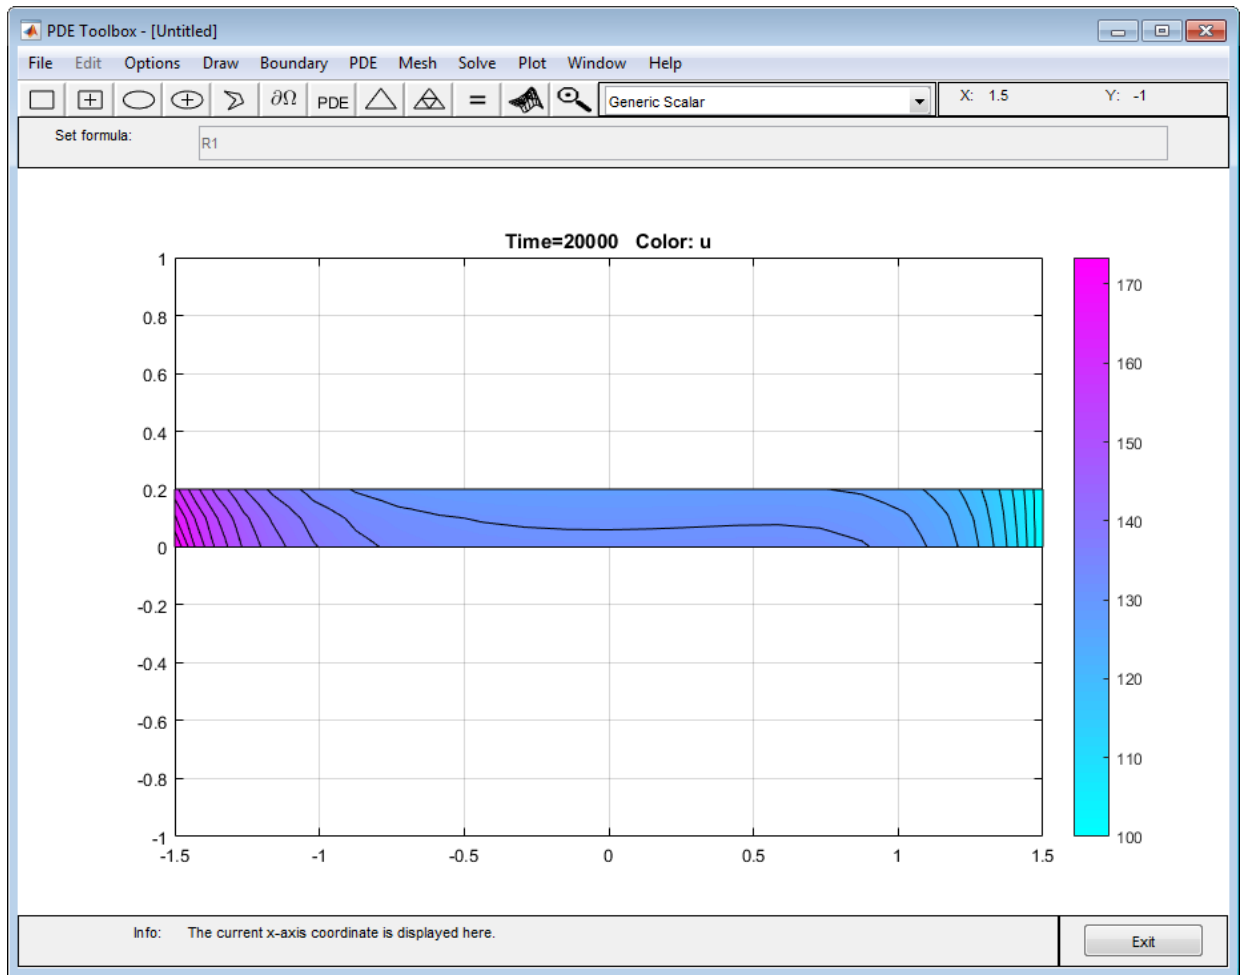 PDE Toolbox - [Untitled]
File Edit Options Draw Boundary PDE Mesh Solve Plot Window Help
∂Ω PDE = Generic Scalar X: 1.5 Y: -1
Set formula: R1
Time=20000 Color: u
1
0.8
0.6
0.4
0.2
0
-0.2
-0.4
-0.6
-0.8
-1
-1.5 -1 -0.5 0 0.5 1 1.5
170
160
150
140
130
120
110
100
Info: The current x-axis coordinate is displayed here.
Exit